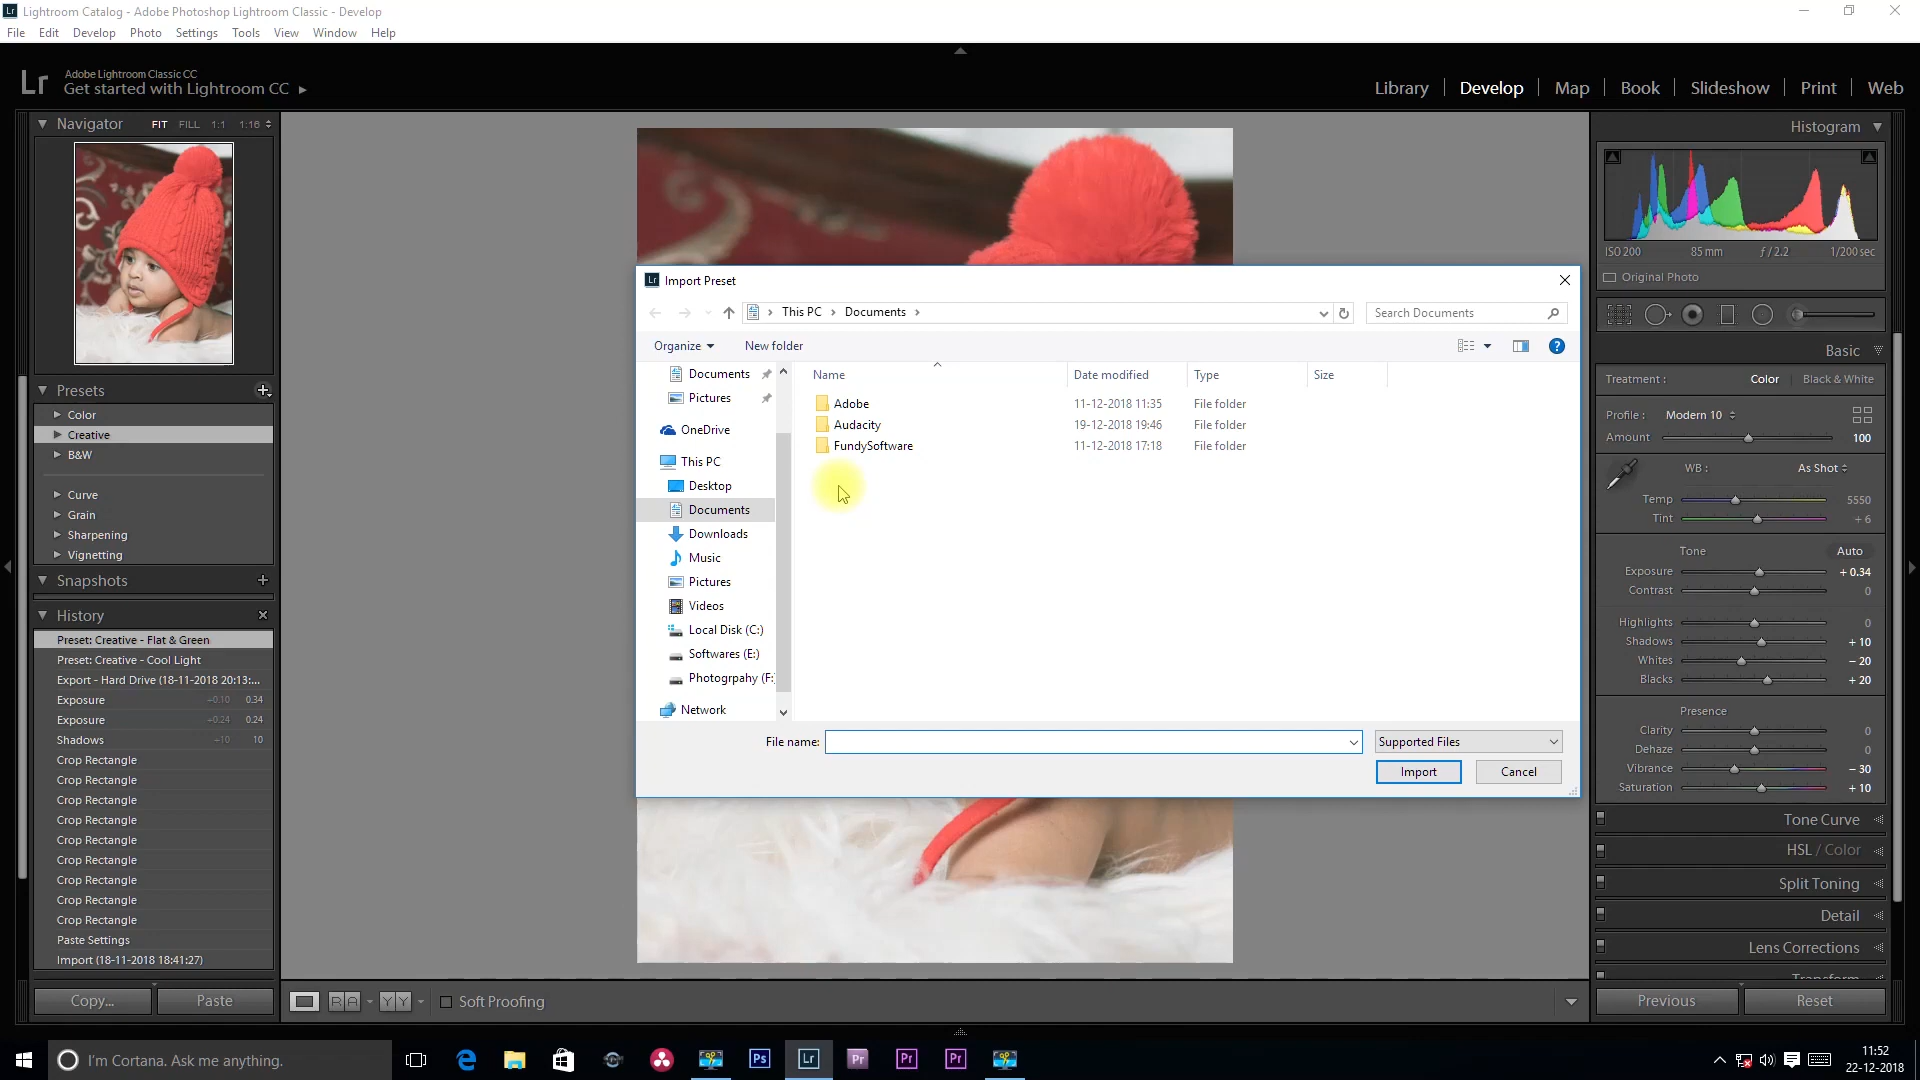 Lightroom Catalog - Adobe Photoshop Lightroom Classic - Develop
File Edit Develop Photo Settings Tools View Window Help
Lr
Adobe Lightroom Classic CC
Get started with Lightroom CC
Library Develop Map Book Slideshow Print Web
Navigator FIT FILL 1:1 1:16
Presets
Color
Creative
B&W
Curve
Grain
Sharpening
Vignetting
Snapshots
History
Preset: Creative - Flat & Green
Preset: Creative - Cool Light
Export - Hard Drive (18-11-2018 20:13:...
Exposure +0.10 0.34
Exposure +0.24 0.24
Shadows +10 10
Crop Rectangle
Crop Rectangle
Crop Rectangle
Crop Rectangle
Crop Rectangle
Crop Rectangle
Crop Rectangle
Crop Rectangle
Crop Rectangle
Paste Settings
Import (18-11-2018 18:41:27)
Copy... Paste
Import Preset
This PC Documents
Search Documents
Organize New folder
Name Date modified Type Size
Adobe 11-12-2018 11:35 File folder
Audacity 19-12-2018 19:46 File folder
FundySoftware 11-12-2018 17:18 File folder
Documents
Pictures
OneDrive
This PC
Desktop
Documents
Downloads
Music
Pictures
Videos
Local Disk (C:)
Softwares (E:)
Photogrpahy (F:
Network
File name: Supported Files
Import Cancel
Soft Proofing
Histogram
ISO 200 85 mm ƒ / 2.2 1/200 sec
Original Photo
Basic
Treatment : Color Black & White
Profile : Modern 10
Amount 100
WB : As Shot
Temp 5550
Tint + 6
Tone Auto
Exposure + 0.34
Contrast 0
Highlights 0
Shadows + 10
Whites – 20
Blacks + 20
Presence
Clarity 0
Dehaze 0
Vibrance – 30
Saturation + 10
Tone Curve
HSL / Color
Split Toning
Detail
Lens Corrections
Transform
Previous Reset
I'm Cortana. Ask me anything.
Ps Lr Pr Pr Pr
11:52
22-12-2018